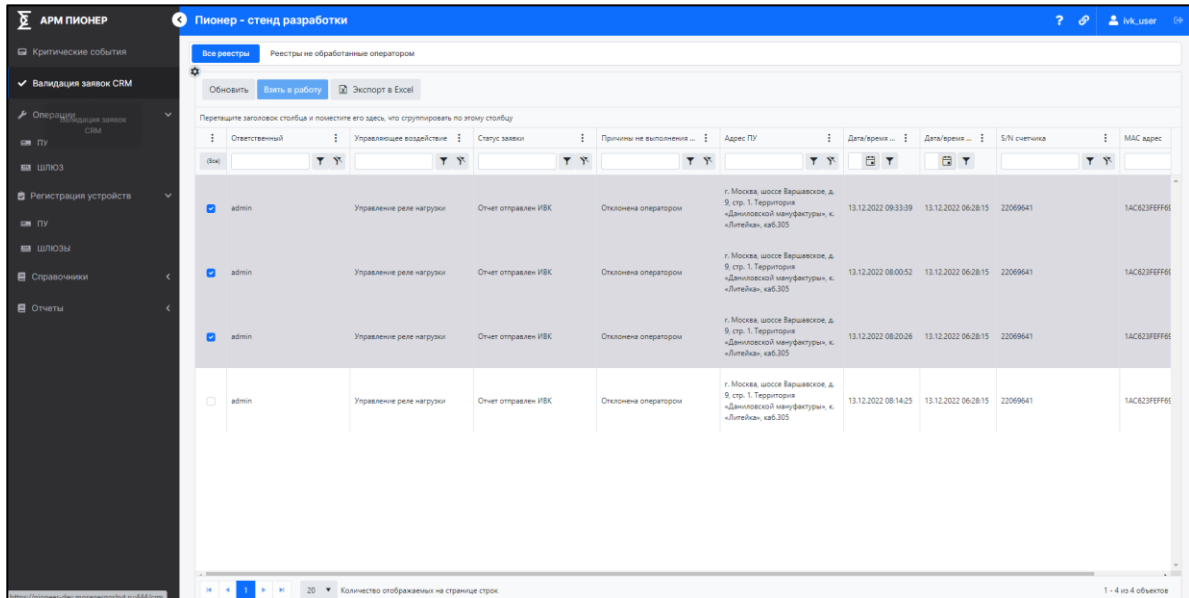 АРМ ПИОНЕР
Пионер - стенд разработки
? ivk_user
Критические события
Все реестры Реестры не обработанные оператором
Валидация заявок CRM
Обновить Взять в работу Экспорт в Excel
Операции
Валидация заявок
CRM
ПУ
ШЛЮЗ
Регистрация устройств
ПУ
ШЛЮЗЫ
Справочники
Отчеты
Перетащите заголовок столбца и поместите его здесь, что сгруппировать по этому столбцу
Ответственный Управляющее воздействие Статус заявки Причины не выполнения ... Адрес ПУ Дата/время ... Дата/время ... S/N счетчика MAC адрес
(Все)
admin Управление реле нагрузки Отчет отправлен ИВК Отклонена оператором
г. Москва, шоссе Варшавское, д.
9, стр. 1. Территория
«Даниловской мануфактуры», к.
«Литейка», каб.305
13.12.2022 09:33:39 13.12.2022 06:28:15 22069641 1AC623FEFF69
admin Управление реле нагрузки Отчет отправлен ИВК Отклонена оператором
г. Москва, шоссе Варшавское, д.
9, стр. 1. Территория
«Даниловской мануфактуры», к.
«Литейка», каб.305
13.12.2022 08:00:52 13.12.2022 06:28:15 22069641 1AC623FEFF69
admin Управление реле нагрузки Отчет отправлен ИВК Отклонена оператором
г. Москва, шоссе Варшавское, д.
9, стр. 1. Территория
«Даниловской мануфактуры», к.
«Литейка», каб.305
13.12.2022 08:20:26 13.12.2022 06:28:15 22069641 1AC623FEFF69
admin Управление реле нагрузки Отчет отправлен ИВК Отклонена оператором
г. Москва, шоссе Варшавское, д.
9, стр. 1. Территория
«Даниловской мануфактуры», к.
«Литейка», каб.305
13.12.2022 08:14:25 13.12.2022 06:28:15 22069641 1AC623FEFF69
1 20 Количество отображаемых на странице строк 1 - 4 из 4 объектов